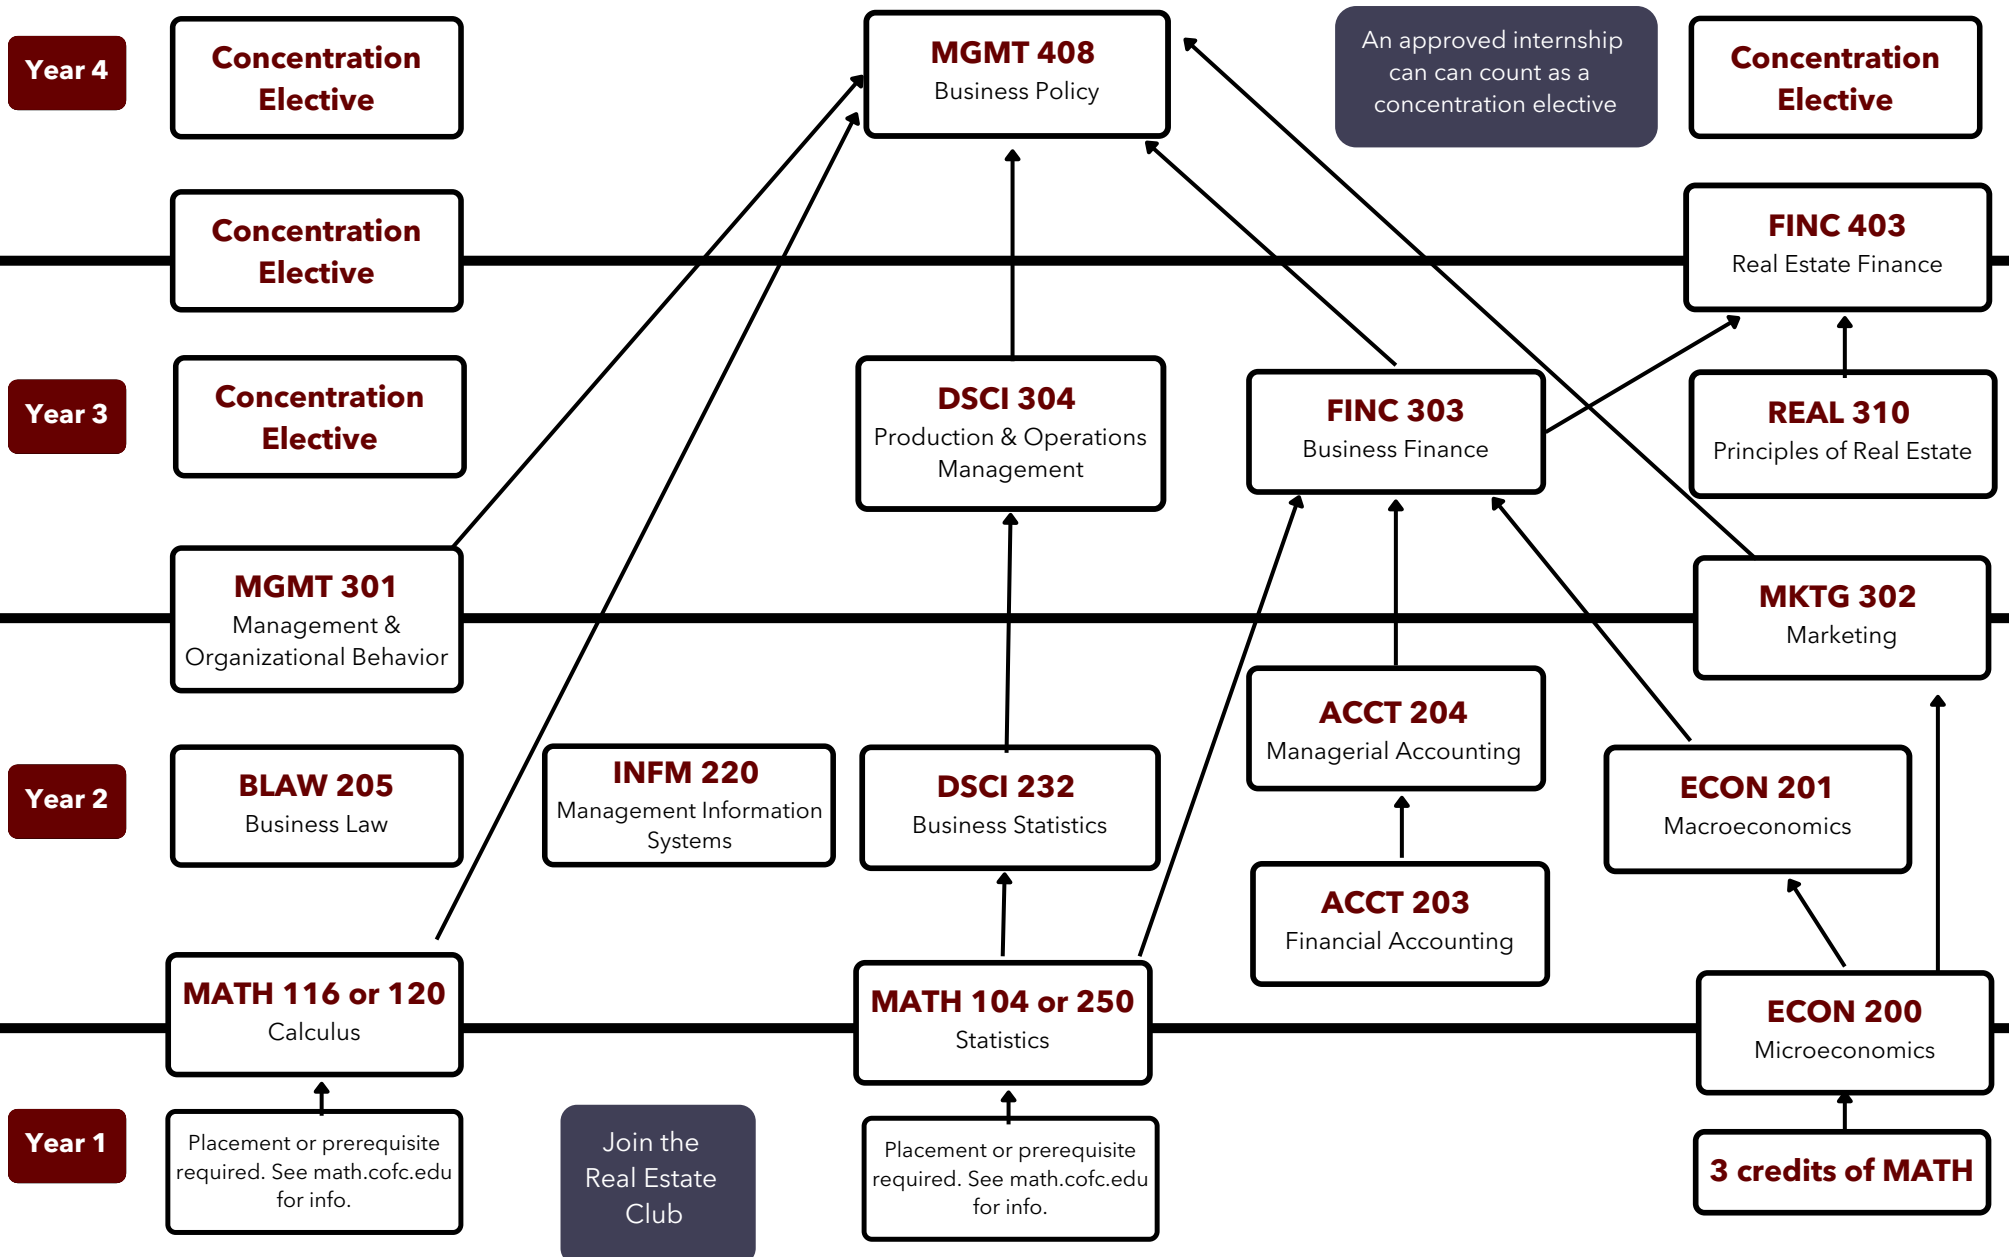 Year 4
Concentration
Elective
MGMT 408
Business Policy
An approved internship
can can count as a
concentration elective
Concentration
Elective
Concentration
Elective
FINC 403
Real Estate Finance
Year 3
Concentration
Elective
DSCI 304
Production & Operations
Management
FINC 303
Business Finance
REAL 310
Principles of Real Estate
MGMT 301
Management &
Organizational Behavior
MKTG 302
Marketing
ACCT 204
Managerial Accounting
Year 2
BLAW 205
Business Law
INFM 220
Management Information
Systems
DSCI 232
Business Statistics
ECON 201
Macroeconomics
ACCT 203
Financial Accounting
MATH 116 or 120
Calculus
MATH 104 or 250
Statistics
ECON 200
Microeconomics
Year 1
Placement or prerequisite
required. See math.cofc.edu
for info.
Join the
Real Estate
Club
Placement or prerequisite
required. See math.cofc.edu
for info.
3 credits of MATH